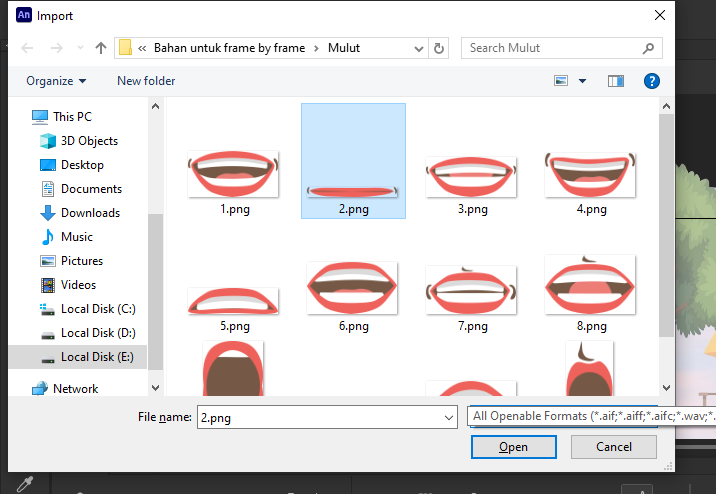 An Import
« Bahan untuk frame by frame > Mulut
Search Mulut
Organize
New folder
This PC
3D Objects
Desktop
Documents
Downloads
Music
Pictures
Videos
Local Disk (C:)
Local Disk (D:)
Local Disk (E:)
Network
1.png
2.png
3.png
4.png
5.png
6.png
7.png
8.png
File name:
2.png
All Openable Formats (*.aif;*.aiff;*.aifc;*.wav;*.
Open
Cancel